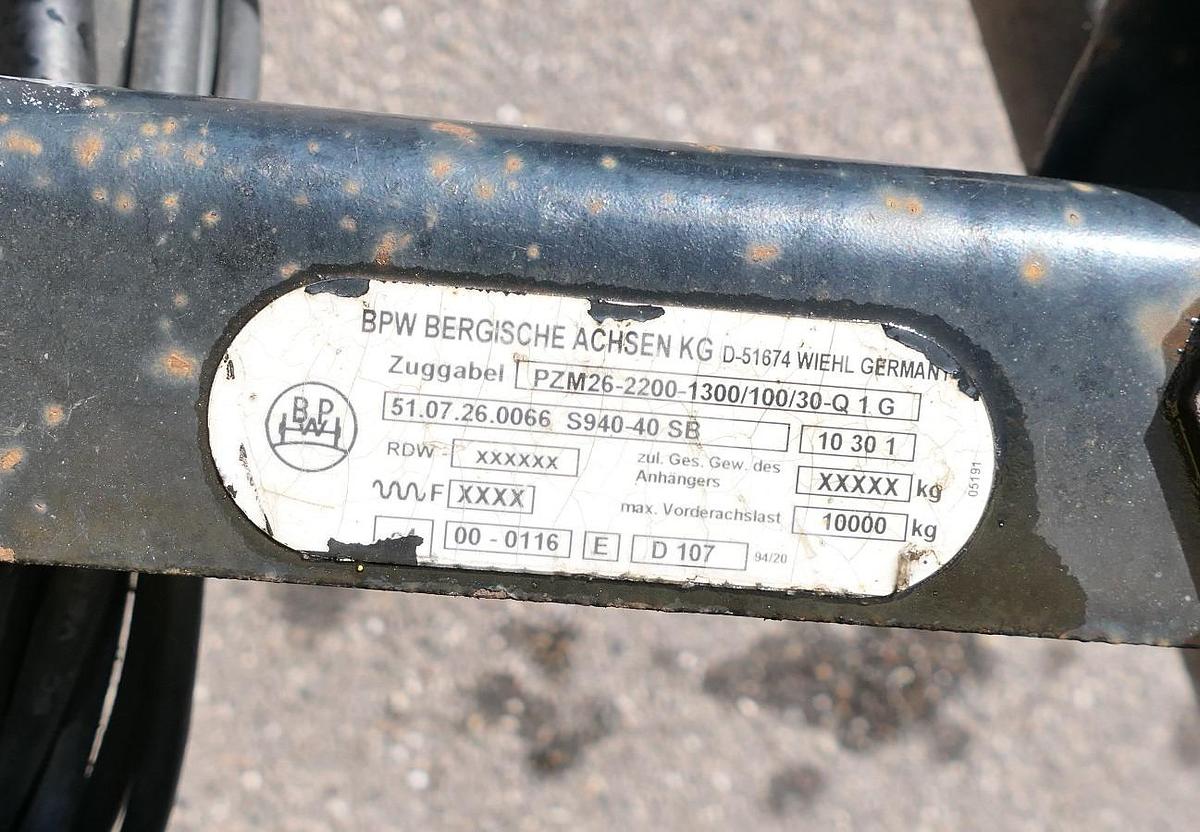 BPW BERGISCHE ACHSEN KG D-51674 WIEHL GERMANY
Zuggabel PZM26-2200-1300/100/30-Q 1 G
51.07.26.0066 S940-40 SB 10 30 1
BPW
RDW - XXXXXX zul. Ges. Gew. des Anhängers XXXXX kg
F XXXX max. Vorderachslast 10000 kg
00 - 0116 E D 107 94/20
05191